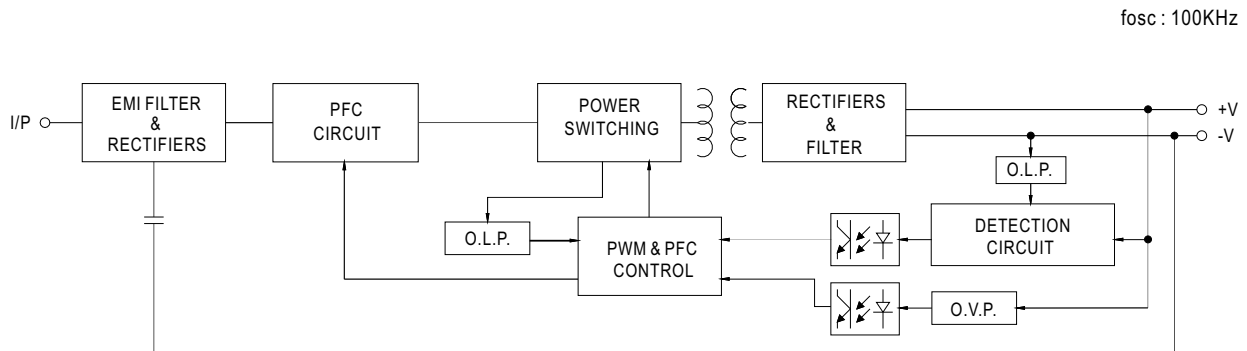 fosc : 100KHz
I/P
EMI FILTER
&
RECTIFIERS
PFC
CIRCUIT
POWER
SWITCHING
RECTIFIERS
&
FILTER
+V
-V
O.L.P.
O.L.P.
PWM & PFC
CONTROL
DETECTION
CIRCUIT
O.V.P.